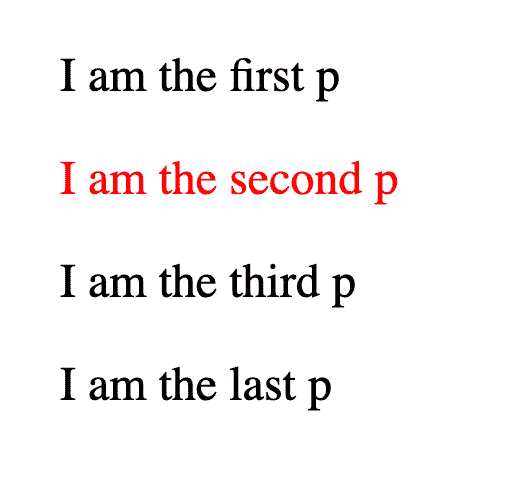 I am the first p
I am the second p
I am the third p
I am the last p